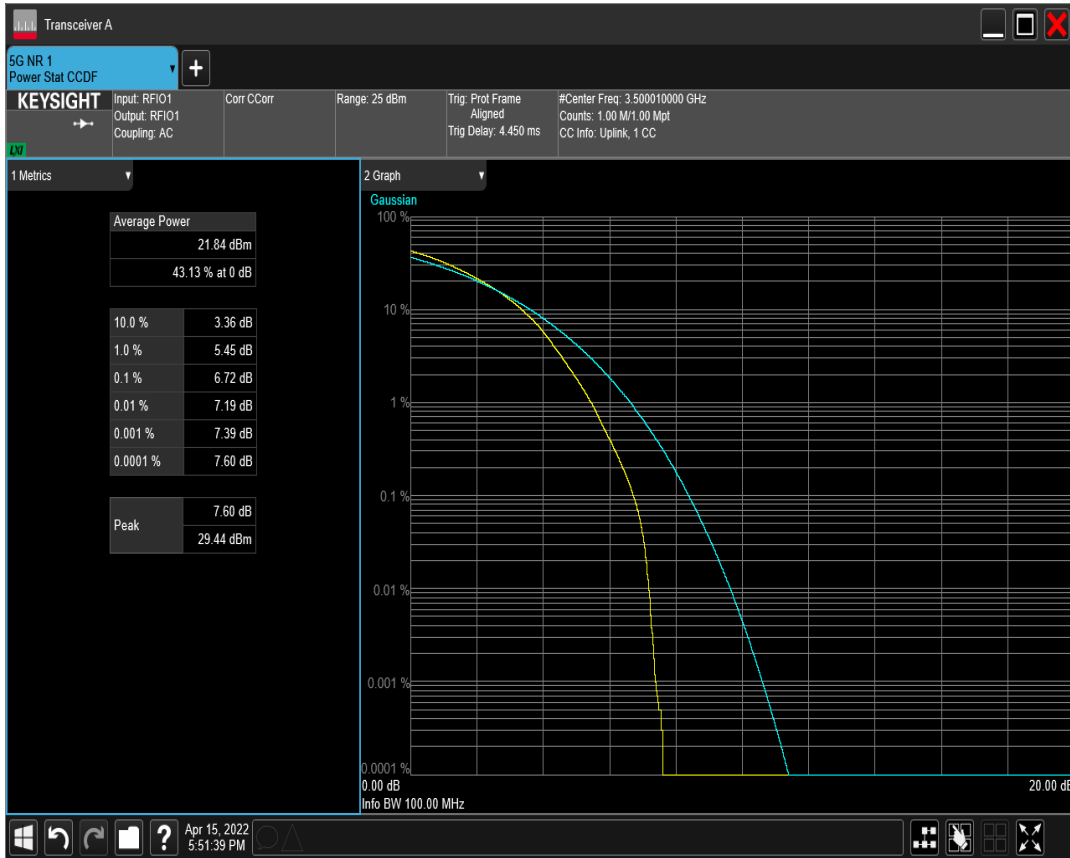 Transceiver A
5G NR 1
Power Stat CCDF
KEYSIGHT
LXI
Input: RFIO1
Output: RFIO1
Coupling: AC
Corr CCorr
Range: 25 dBm
Trig: Prot Frame
Aligned
Trig Delay: 4.450 ms
#Center Freq: 3.500010000 GHz
Counts: 1.00 M/1.00 Mpt
CC Info: Uplink, 1 CC
1 Metrics
Average Power
21.84 dBm
43.13 % at 0 dB
10.0 % 3.36 dB
1.0 % 5.45 dB
0.1 % 6.72 dB
0.01 % 7.19 dB
0.001 % 7.39 dB
0.0001 % 7.60 dB
Peak
7.60 dB
29.44 dBm
2 Graph
Gaussian
100 %
10 %
1 %
0.1 %
0.01 %
0.001 %
0.0001 %
0.00 dB 20.00 dB
Info BW 100.00 MHz
?
Apr 15, 2022
5:51:39 PM